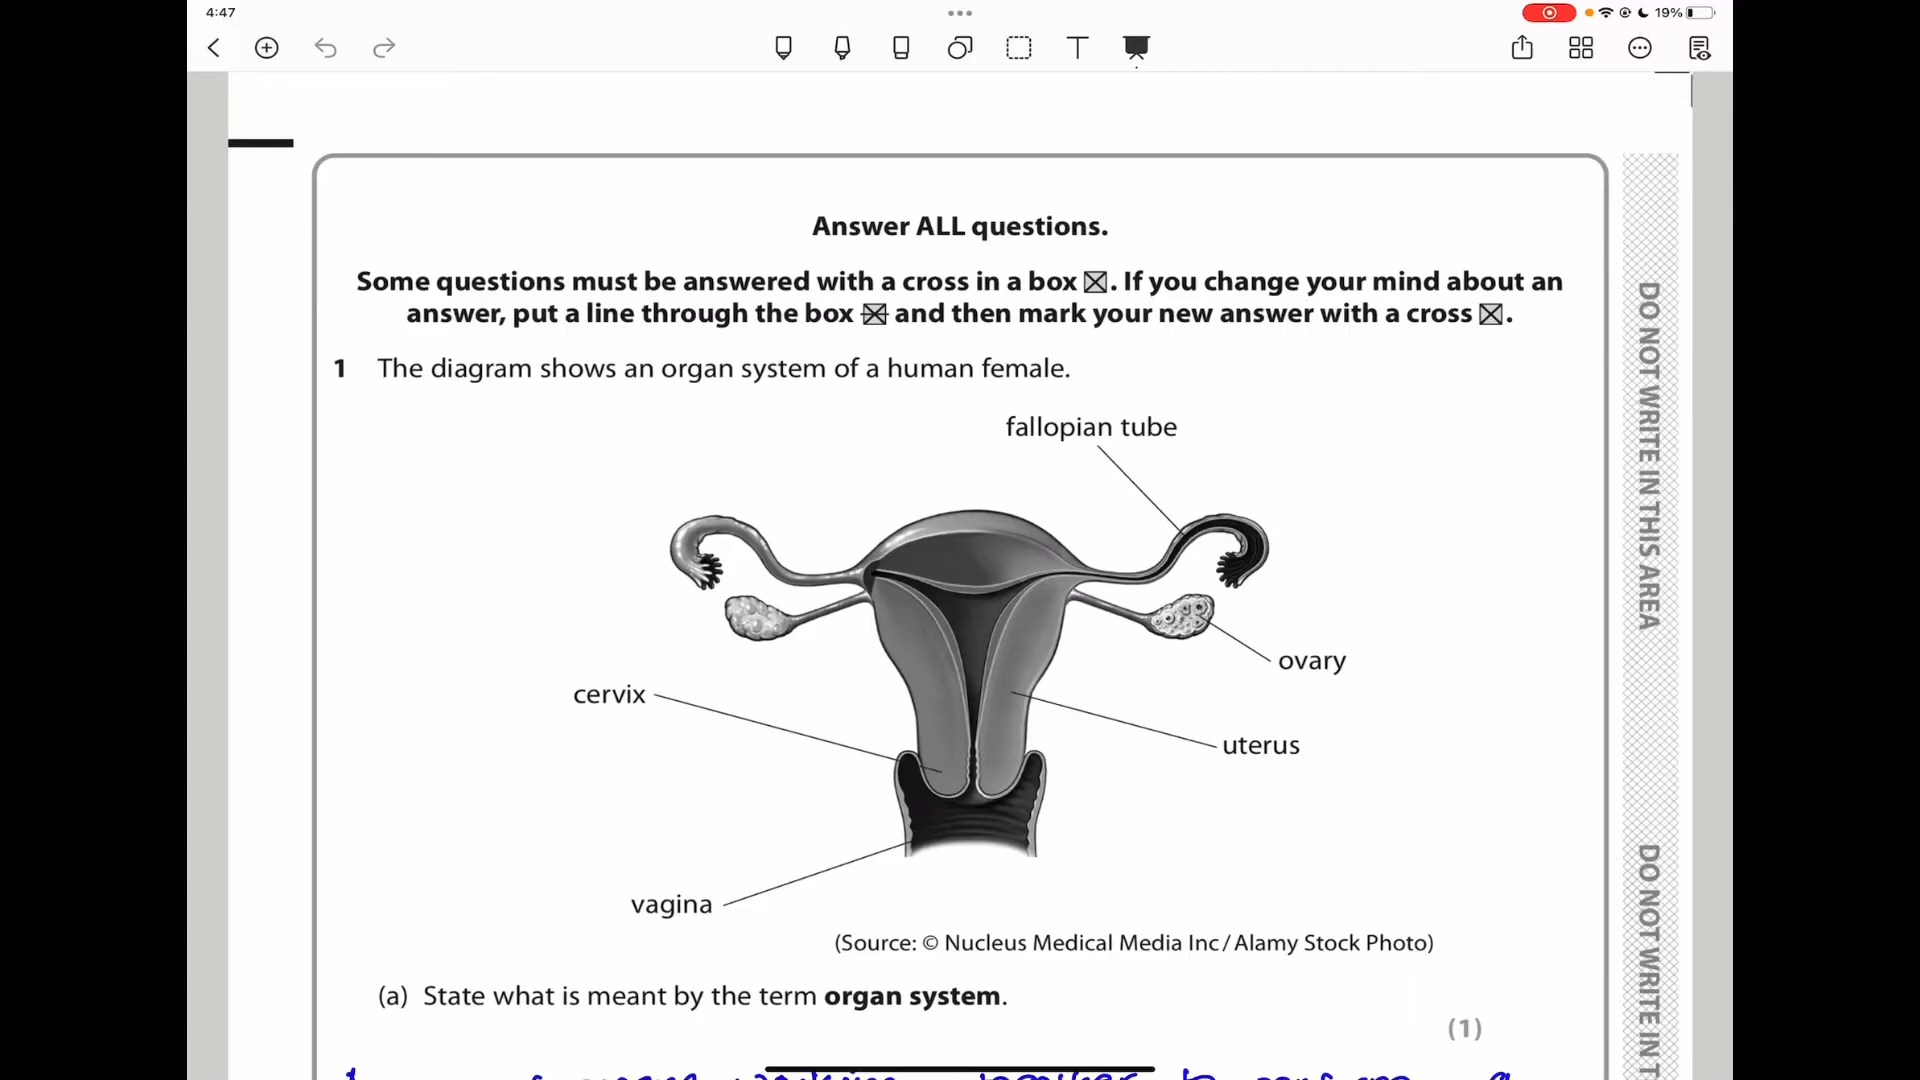 4:47
19%
T
Answer ALL questions.
Some questions must be answered with a cross in a box ☒. If you change your mind about an
answer, put a line through the box and then mark your new answer with a cross ☒.
1 The diagram shows an organ system of a human female.
fallopian tube
ovary
cervix
uterus
vagina
(Source: © Nucleus Medical Media Inc/Alamy Stock Photo)
(a) State what is meant by the term organ system.
(1)
DO NOT WRITE IN THIS AREA
DO NOT WRITE IN T